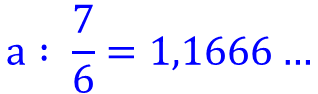 a : 7/6 = 1,1666 ...